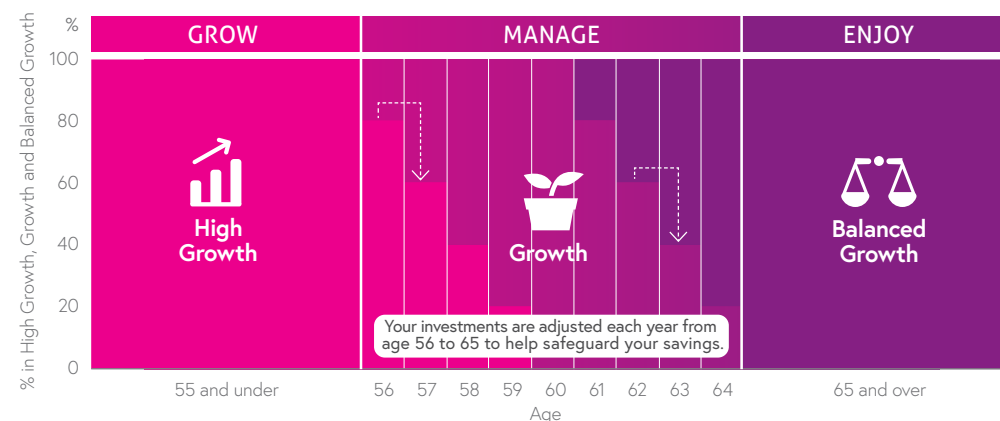 %
GROW
MANAGE
ENJOY
% in High Growth, Growth and Balanced Growth
100
80
60
40
20
0
High
Growth
Growth
Balanced
Growth
Your investments are adjusted each year from
age 56 to 65 to help safeguard your savings.
55 and under
56
57
58
59
60
61
62
63
64
65 and over
Age